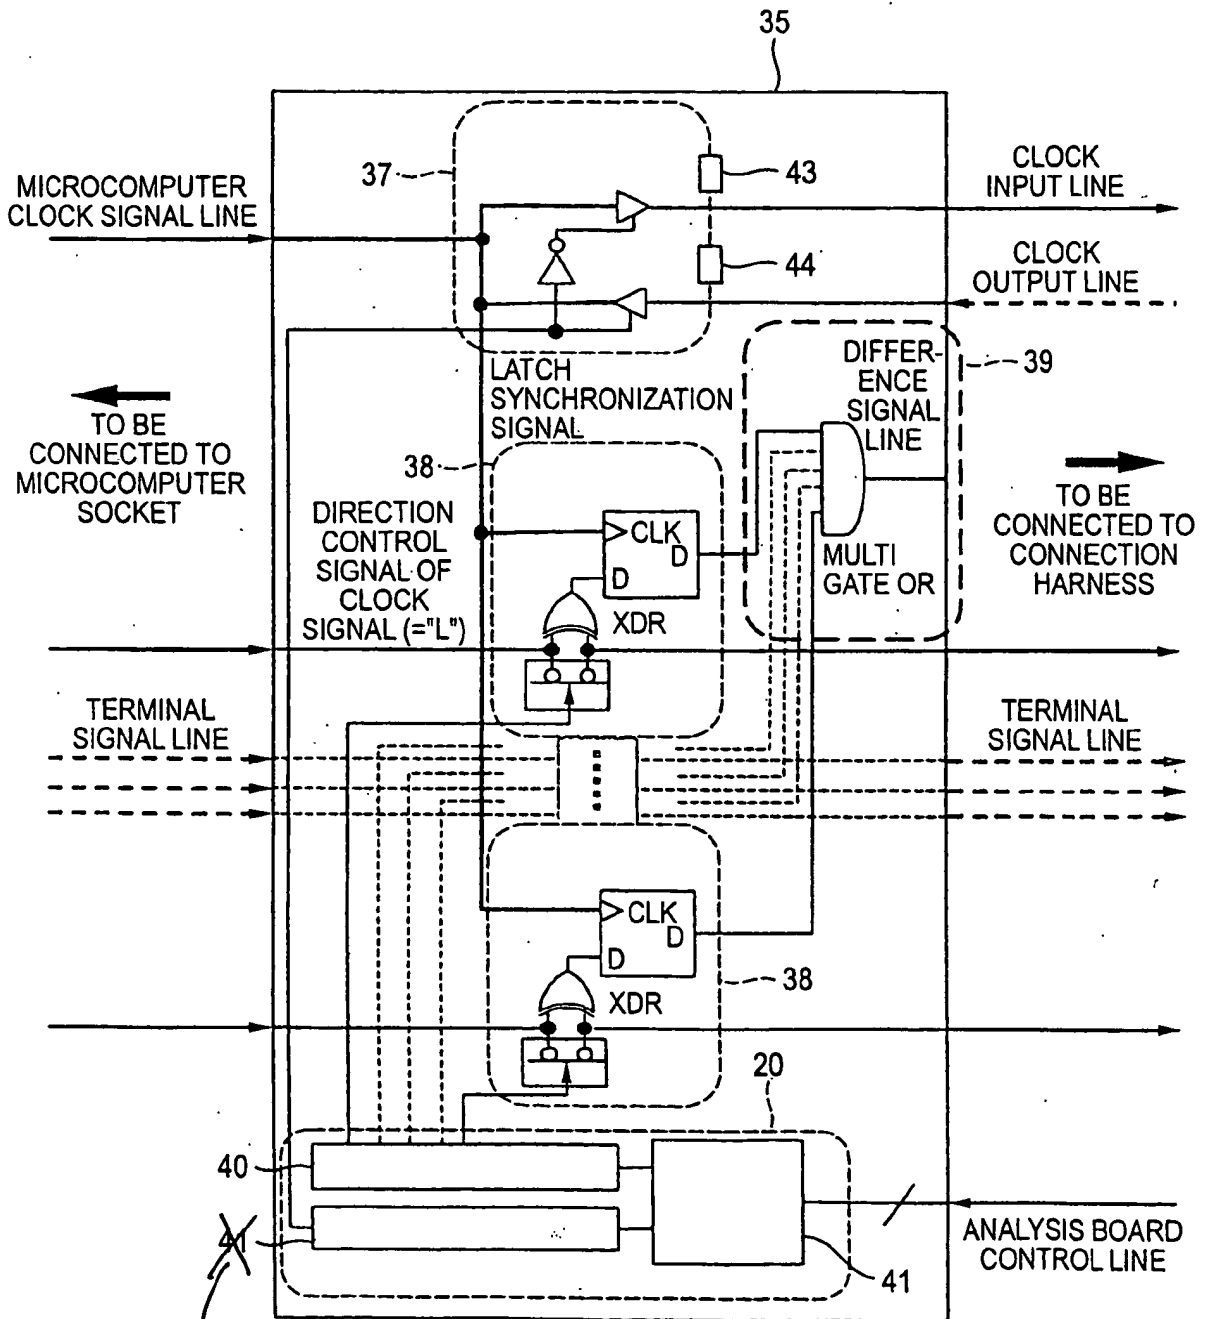 35
37
43
CLOCK
INPUT LINE
MICROCOMPUTER
CLOCK SIGNAL LINE
44
CLOCK
OUTPUT LINE
LATCH
SYNCHRONIZATION
SIGNAL
DIFFER-
ENCE
SIGNAL
LINE
39
TO BE
CONNECTED TO
MICROCOMPUTER
SOCKET
38
DIRECTION
CONTROL
SIGNAL OF
CLOCK
SIGNAL (="L")
CLK
D
D
XDR
MULTI
GATE OR
TO BE
CONNECTED TO
CONNECTION
HARNESS
TERMINAL
SIGNAL LINE
TERMINAL
SIGNAL LINE
CLK
D
D
XDR
38
20
40
41
41
ANALYSIS BOARD
CONTROL LINE